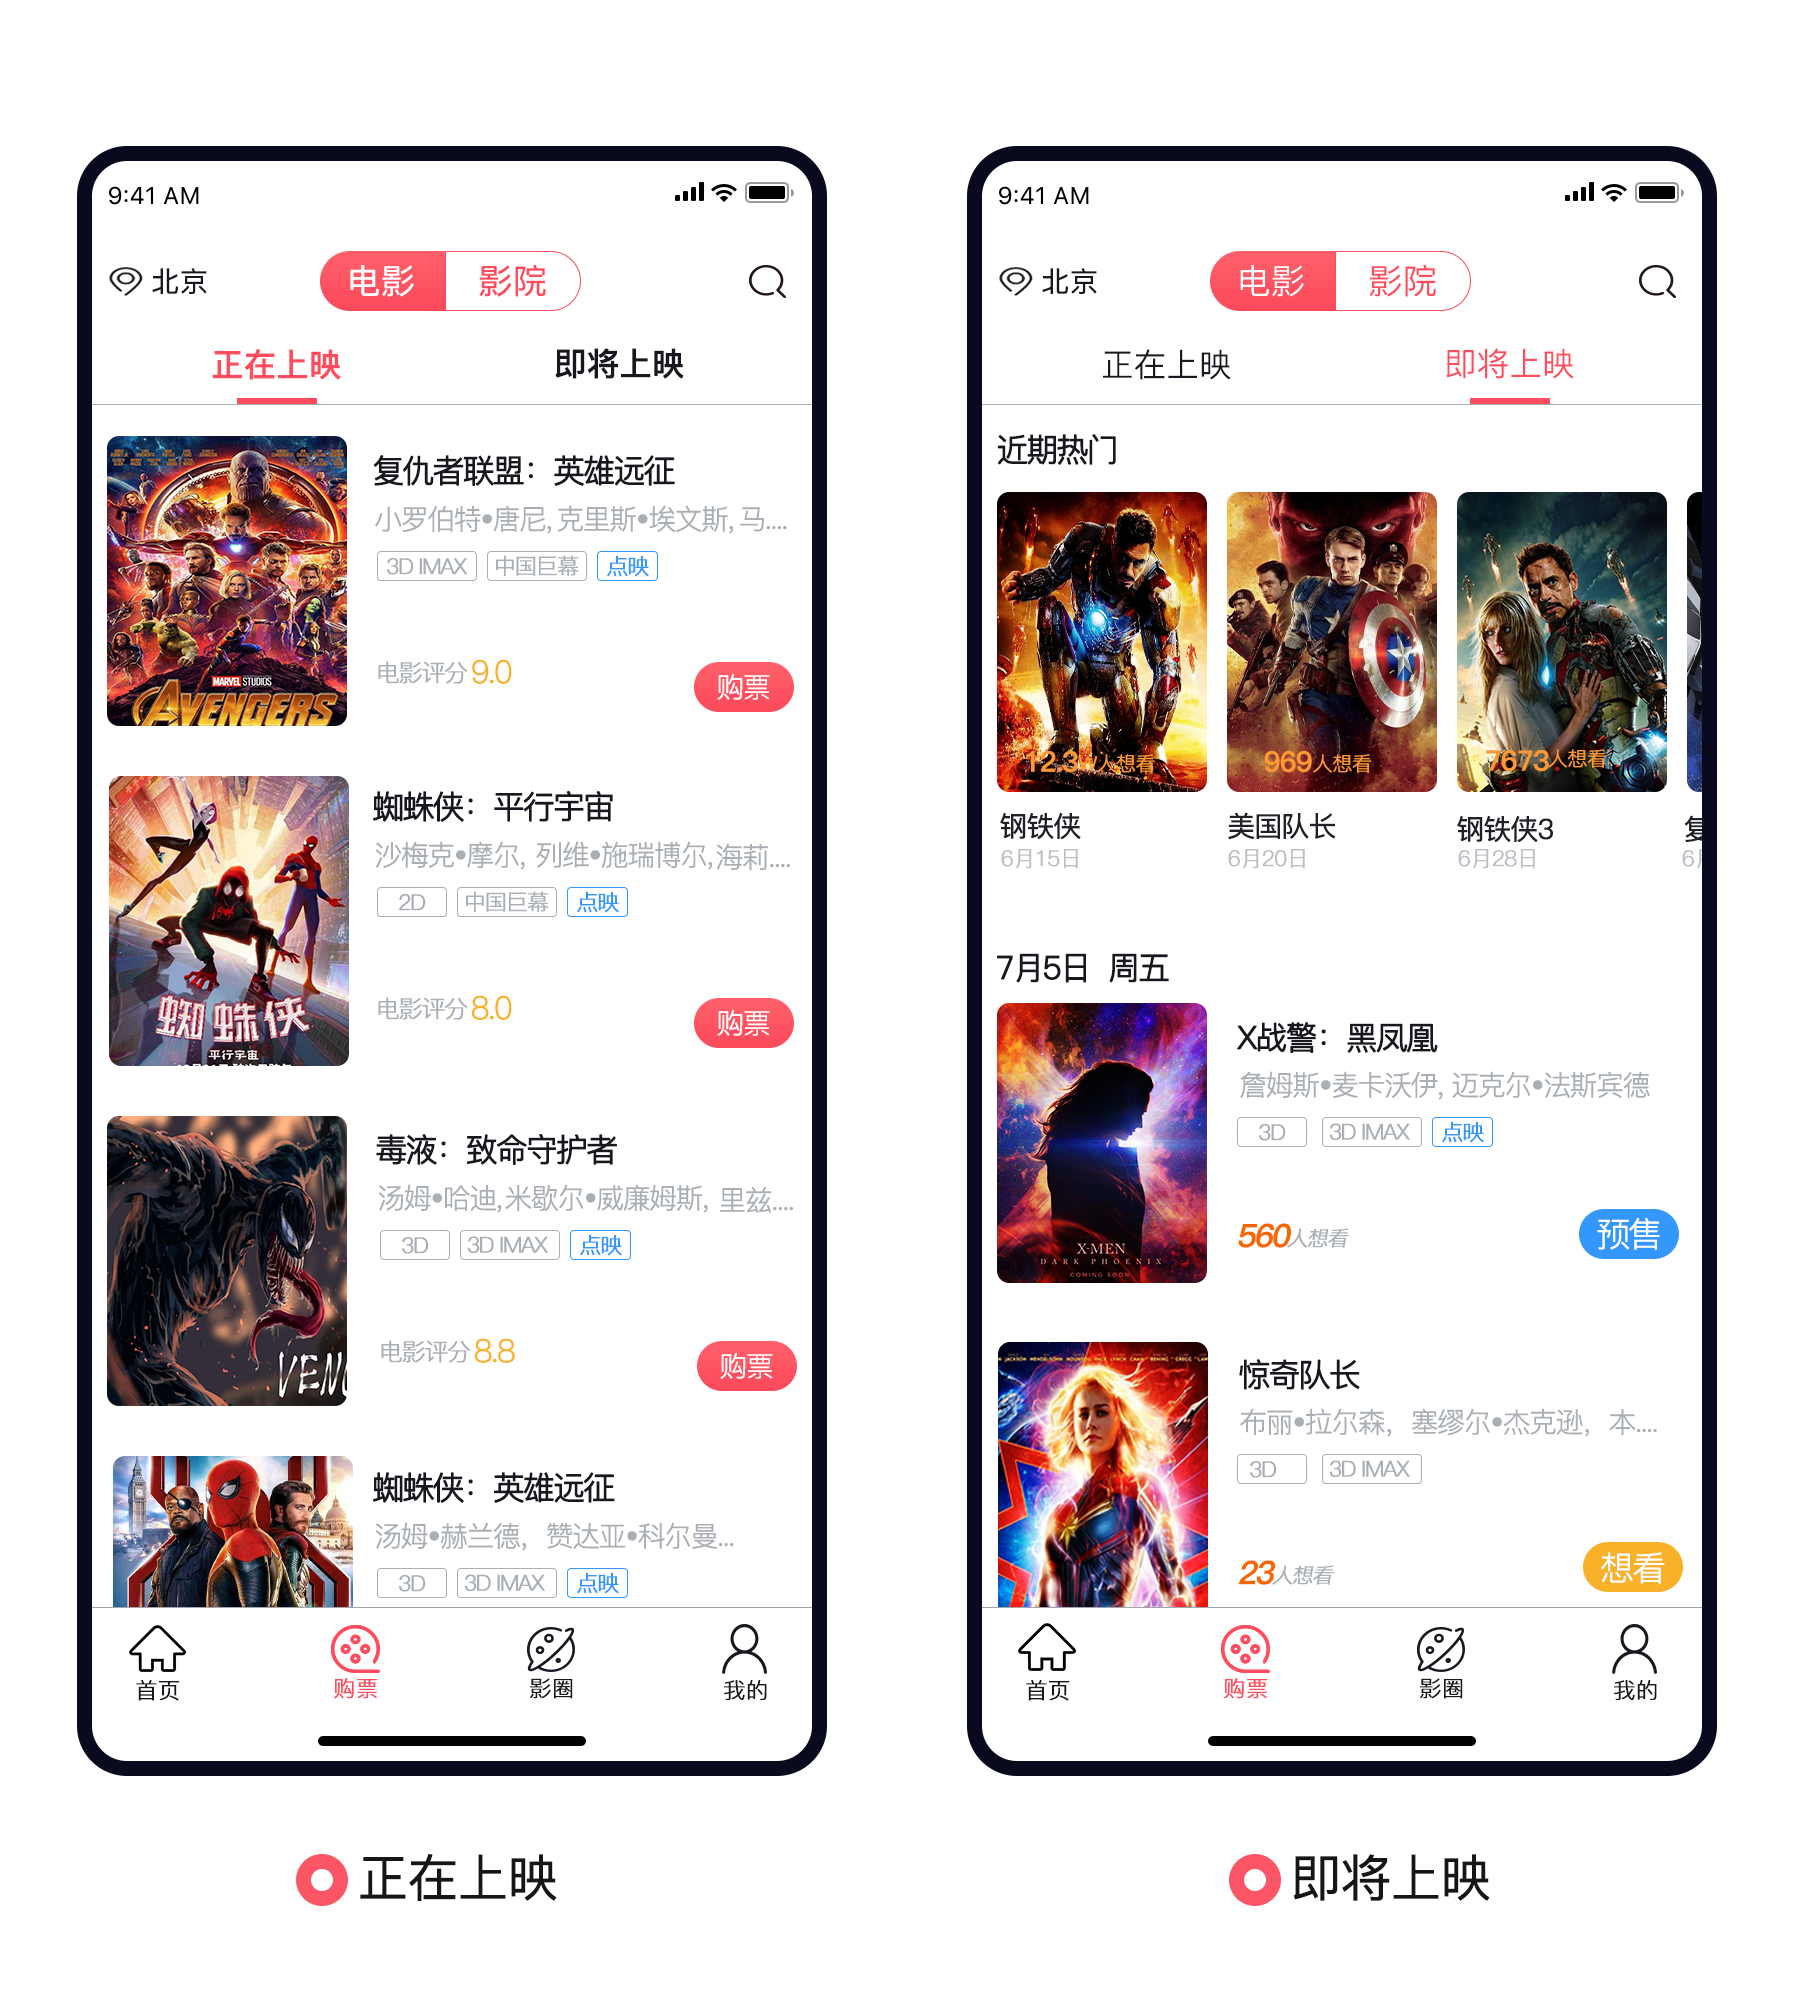 9:41 AM
北京
电影
影院
正在上映
即将上映
MARVEL STUDIOS
AVENGERS
复仇者联盟：英雄远征
小罗伯特•唐尼, 克里斯•埃文斯, 马....
3D IMAX
中国巨幕
点映
电影评分 9.0
购票
蜘蛛侠
平行宇宙
蜘蛛侠：平行宇宙
沙梅克•摩尔, 列维•施瑞博尔, 海莉....
2D
中国巨幕
点映
电影评分 8.0
购票
VEN
毒液：致命守护者
汤姆•哈迪, 米歇尔•威廉姆斯, 里兹....
3D
3D IMAX
点映
电影评分 8.8
购票
蜘蛛侠：英雄远征
汤姆•赫兰德，赞达亚•科尔曼...
3D
3D IMAX
点映
首页
购票
影圈
我的
正在上映
9:41 AM
北京
电影
影院
正在上映
即将上映
近期热门
12.3万人想看
969人想看
7673人想看
钢铁侠
美国队长
钢铁侠3
复
6月15日
6月20日
6月28日
6月
7月5日 周五
X-MEN
DARK PHOENIX
COMING SOON
X战警：黑凤凰
詹姆斯•麦卡沃伊, 迈克尔•法斯宾德
3D
3D IMAX
点映
560人想看
预售
惊奇队长
布丽•拉尔森，塞缪尔•杰克逊，本....
3D
3D IMAX
23人想看
想看
首页
购票
影圈
我的
即将上映